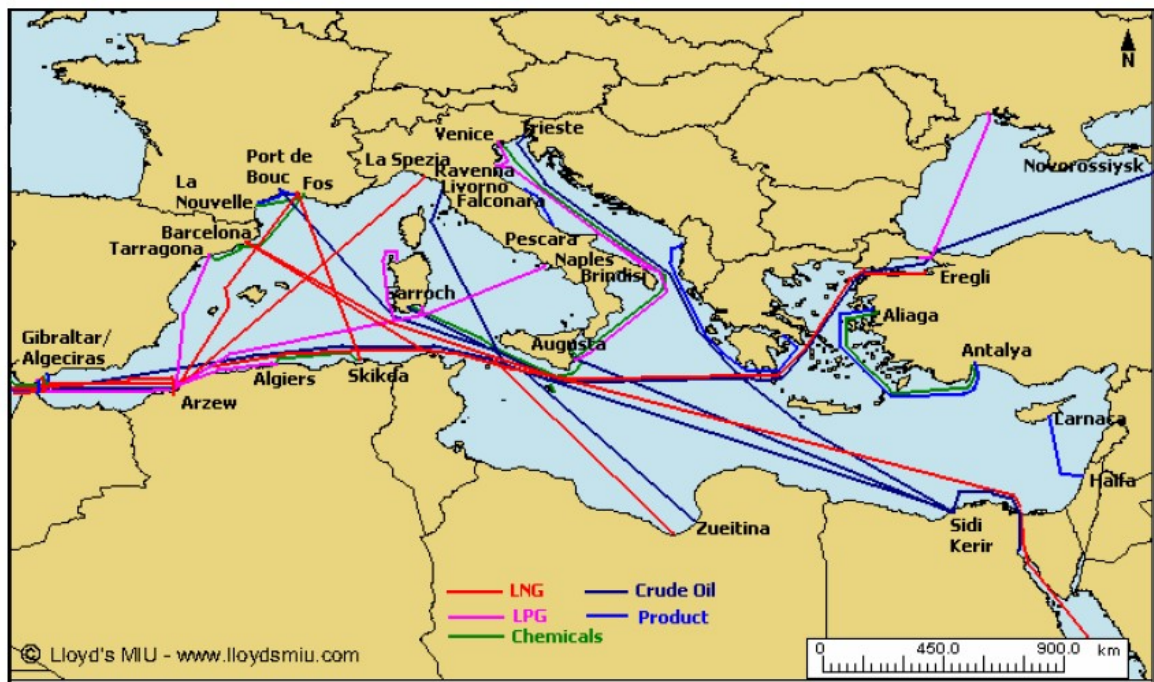 N
Venice
Trieste
Novorossiysk
Port de
Bouc
Fos
La Spezia
Ravenna
Livorno
Falconara
La
Nouvelle
Barcelona
Tarragona
Pescara
Naples
Brindisi
Eregli
Sarroch
Aliaga
Augusta
Gibraltar/
Algeciras
Antalya
Algiers
Skikda
Arzew
Larnaca
Haifa
Zueitina
Sidi
Kerir
LNG
Crude Oil
LPG
Product
Chemicals
© Lloyd's MIU - www.lloydsmiu.com
0 450.0 900.0 km